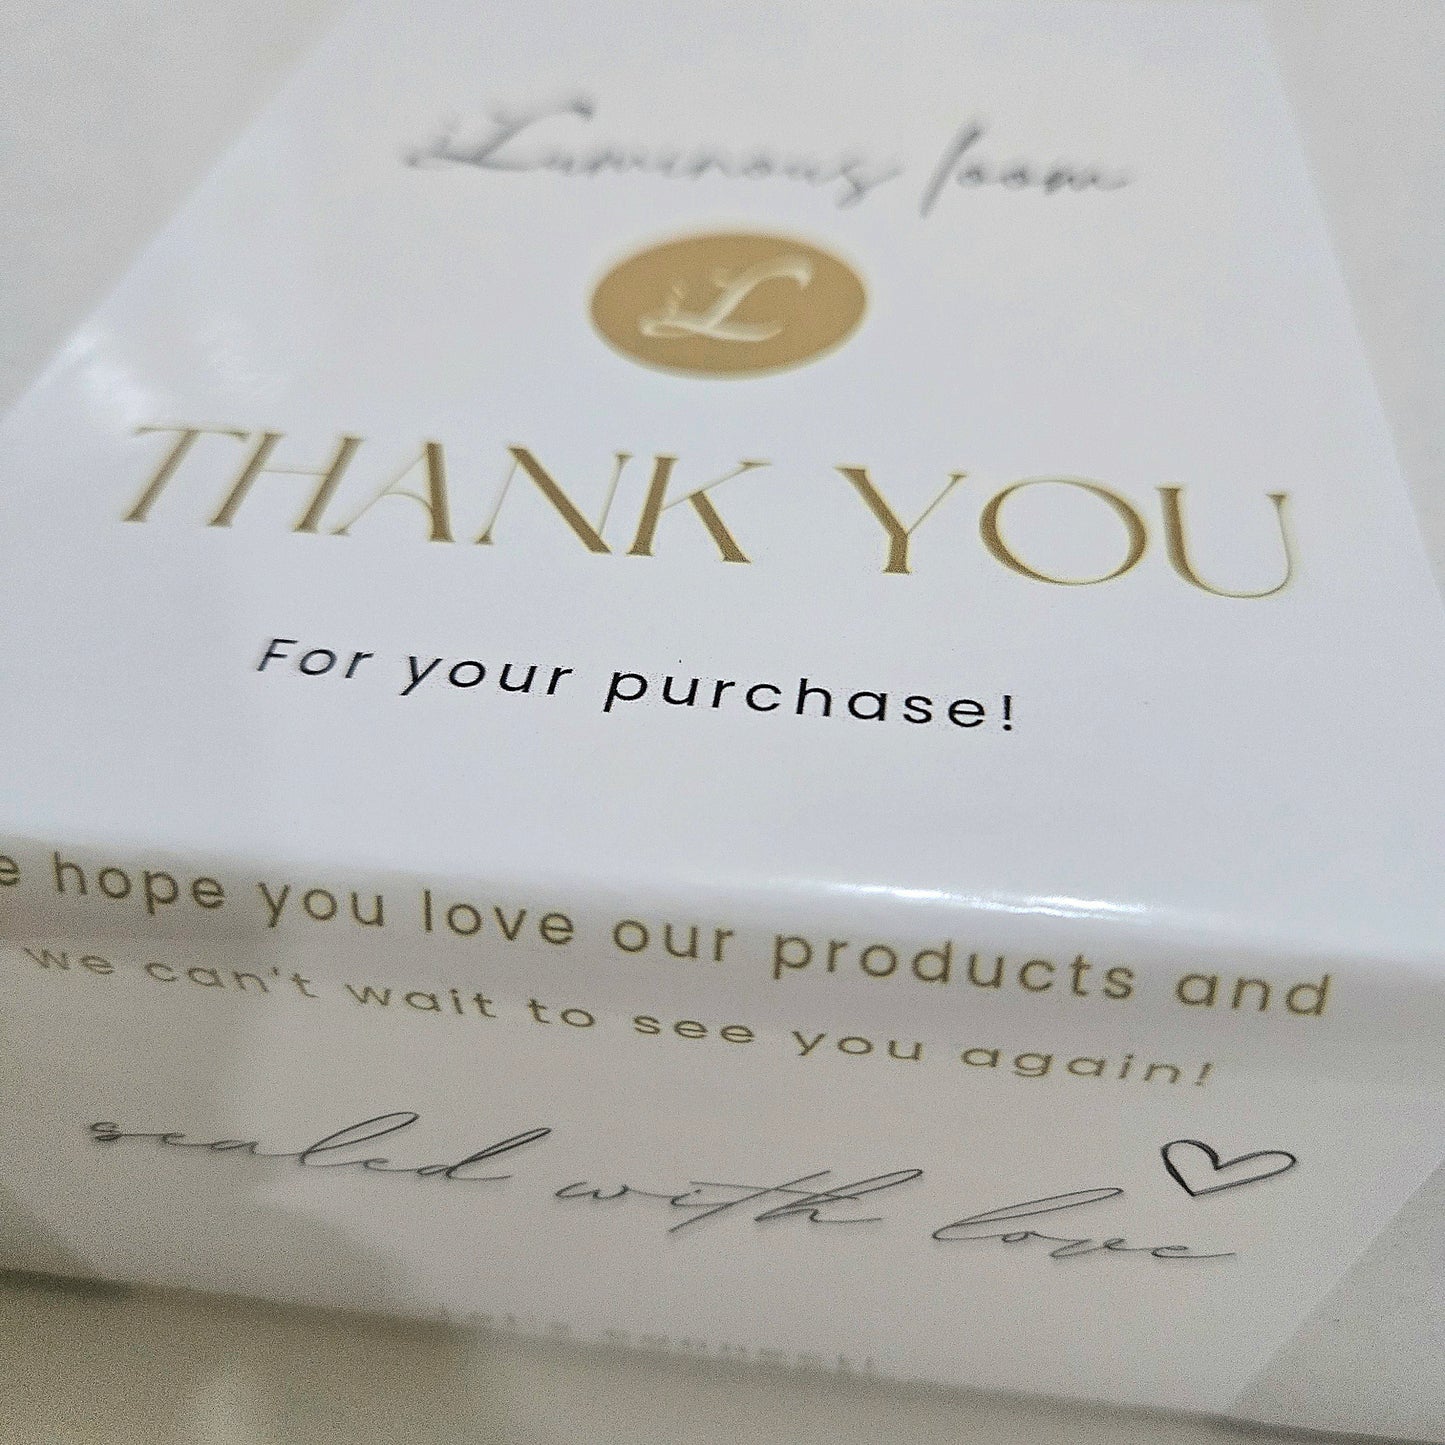 Luminous loom
L
THANK YOU
For your purchase!
e hope you love our products and
we can't wait to see you again!
sealed with love